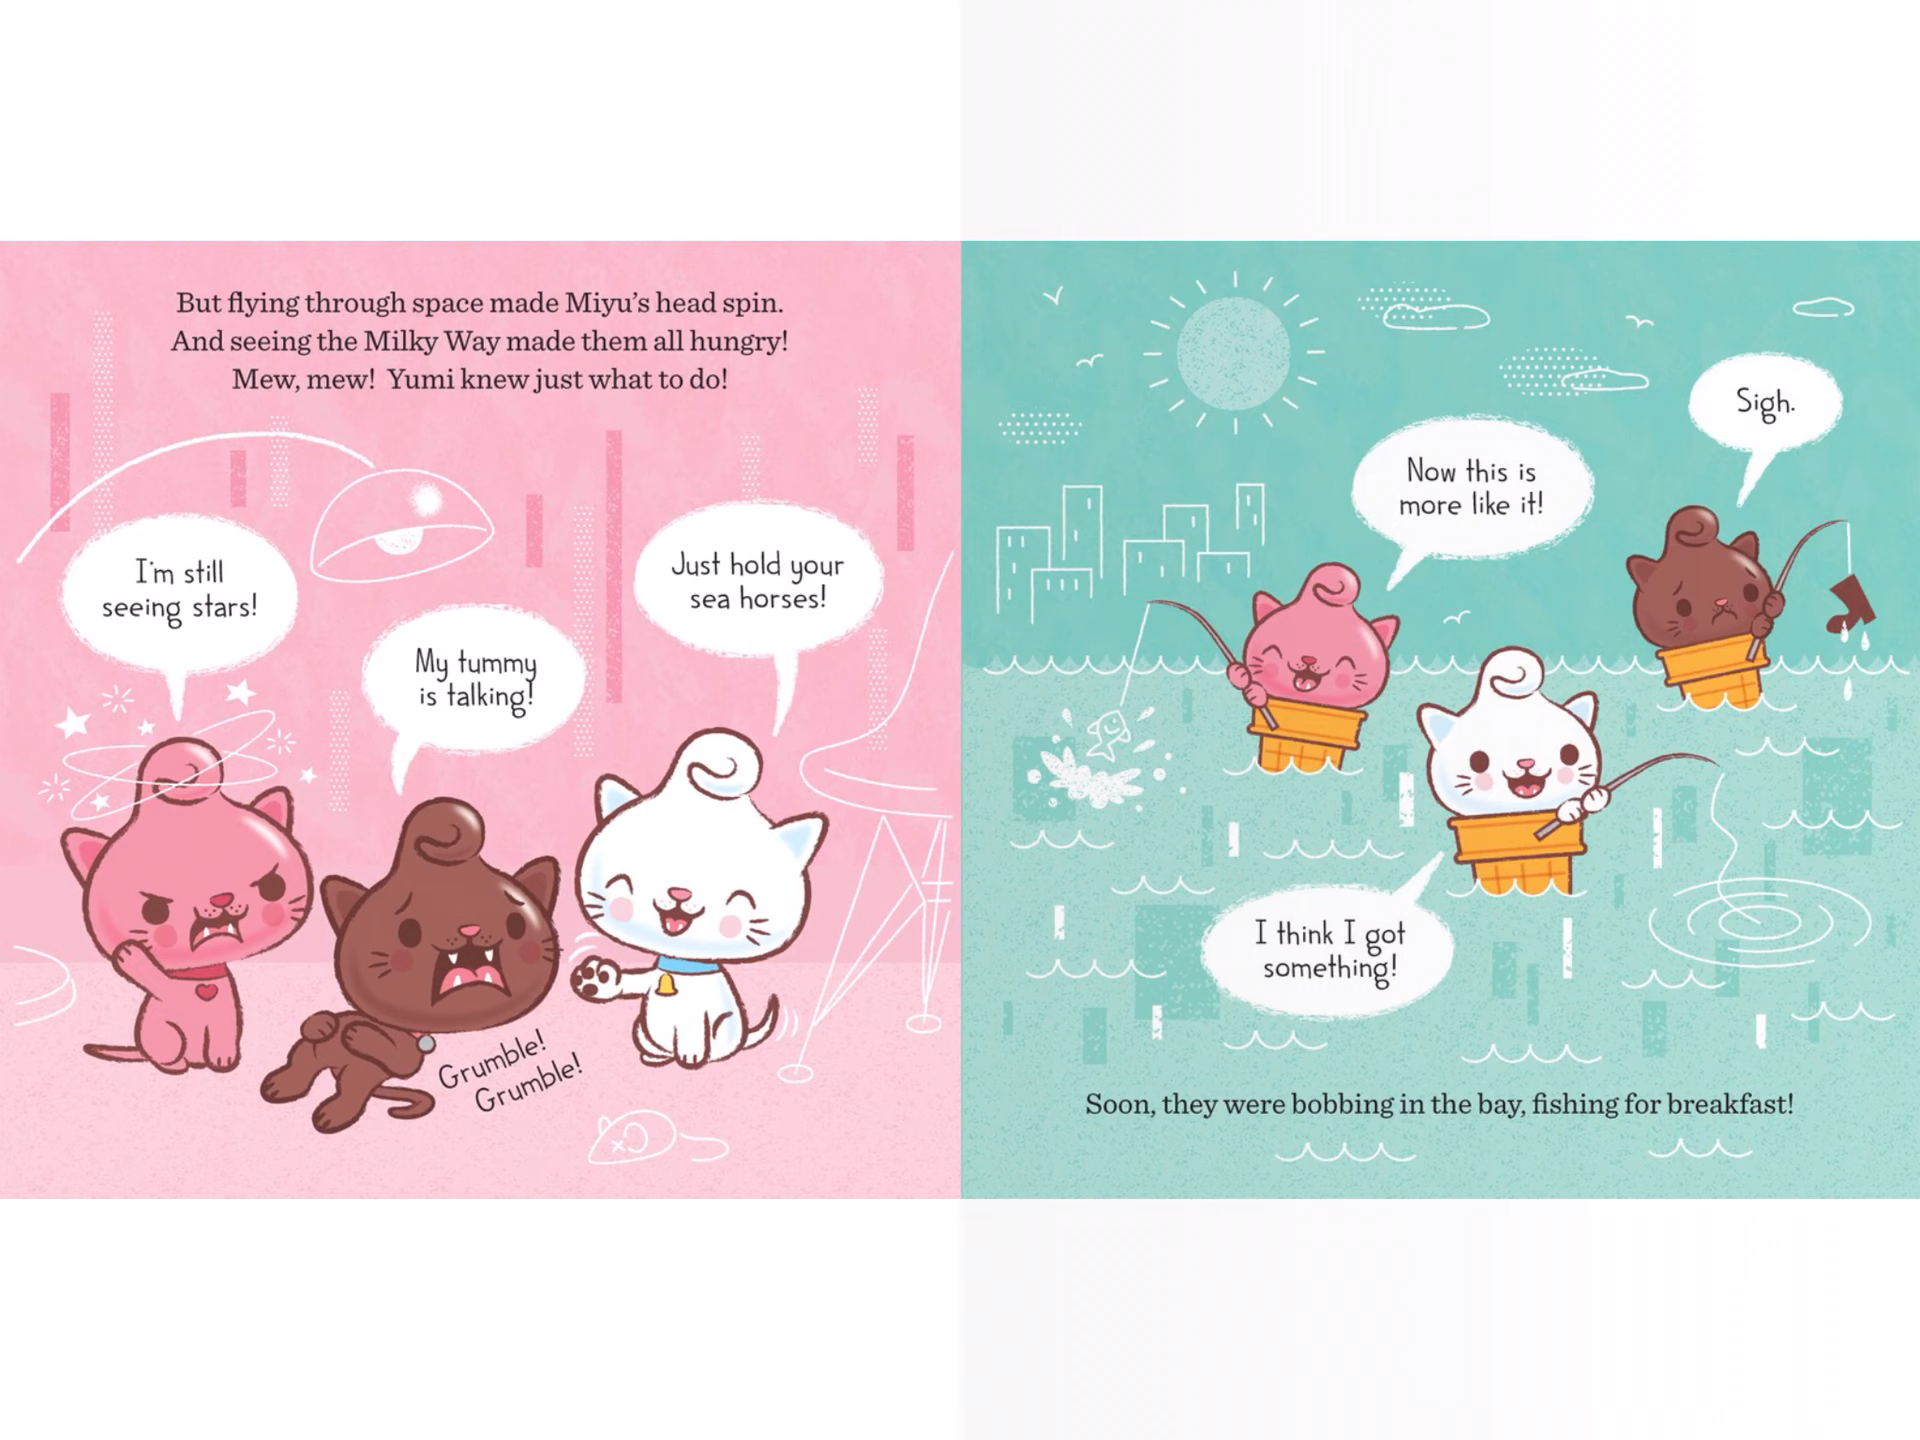 But flying through space made Miyu's head spin.
And seeing the Milky Way made them all hungry!
Mew, mew! Yumi knew just what to do!
I'm still
seeing stars!
My tummy
is talking!
Just hold your
sea horses!
Grumble!
Grumble!
Sigh.
Now this is
more like it!
I think I got
something!
Soon, they were bobbing in the bay, fishing for breakfast!